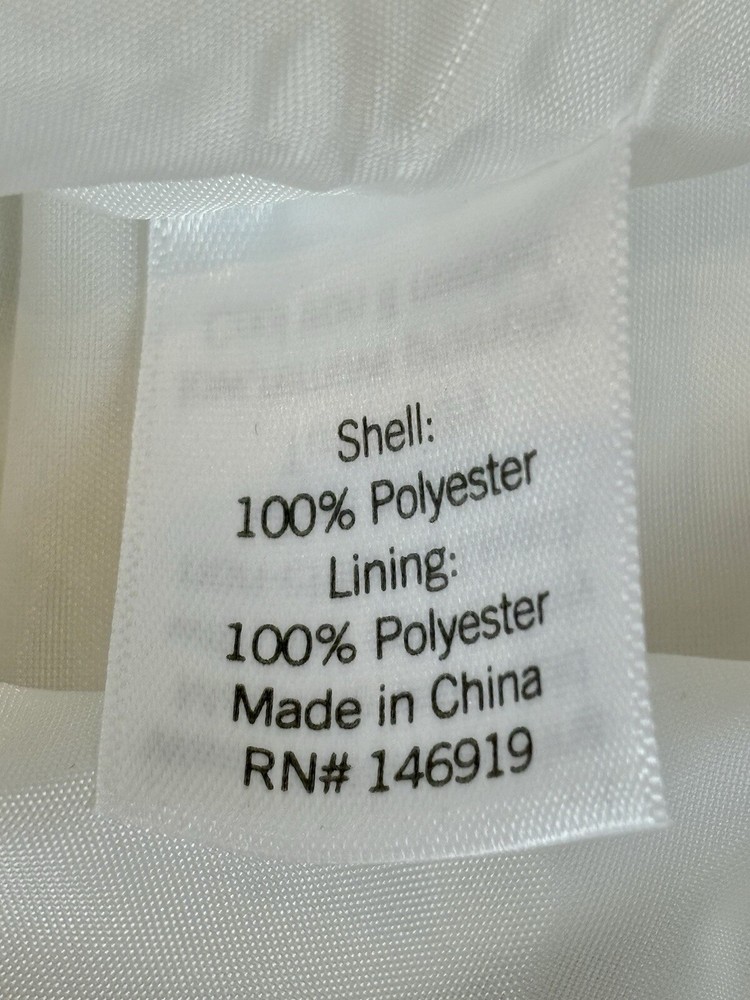 Shell:
100% Polyester
Lining:
100% Polyester
Made in China
RN# 146919